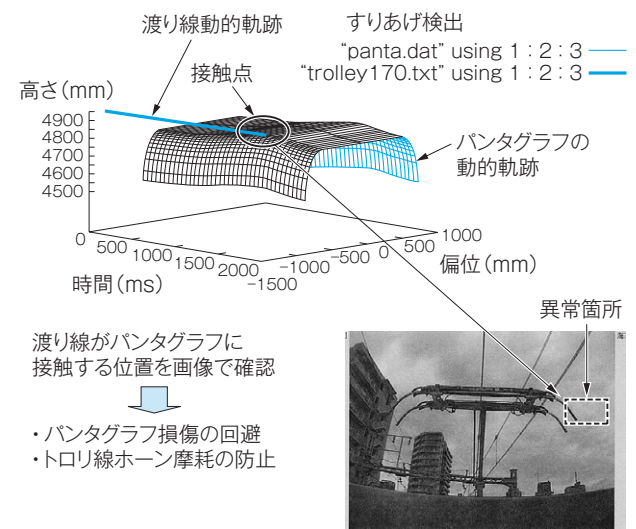 渡り線動的軌跡
すりあげ検出
"panta.dat" using 1:2:3
"trolley170.txt" using 1:2:3
接触点
高さ(mm)
4900
4800
4700
4600
4500
パンタグラフの
動的軌跡
0
500
1000
1500
2000
-1500
-1000
-500
0
500
1000
時間(ms)
偏位(mm)
異常箇所
渡り線がパンタグラフに
接触する位置を画像で確認
・パンタグラフ損傷の回避
・トロリ線ホーン摩耗の防止